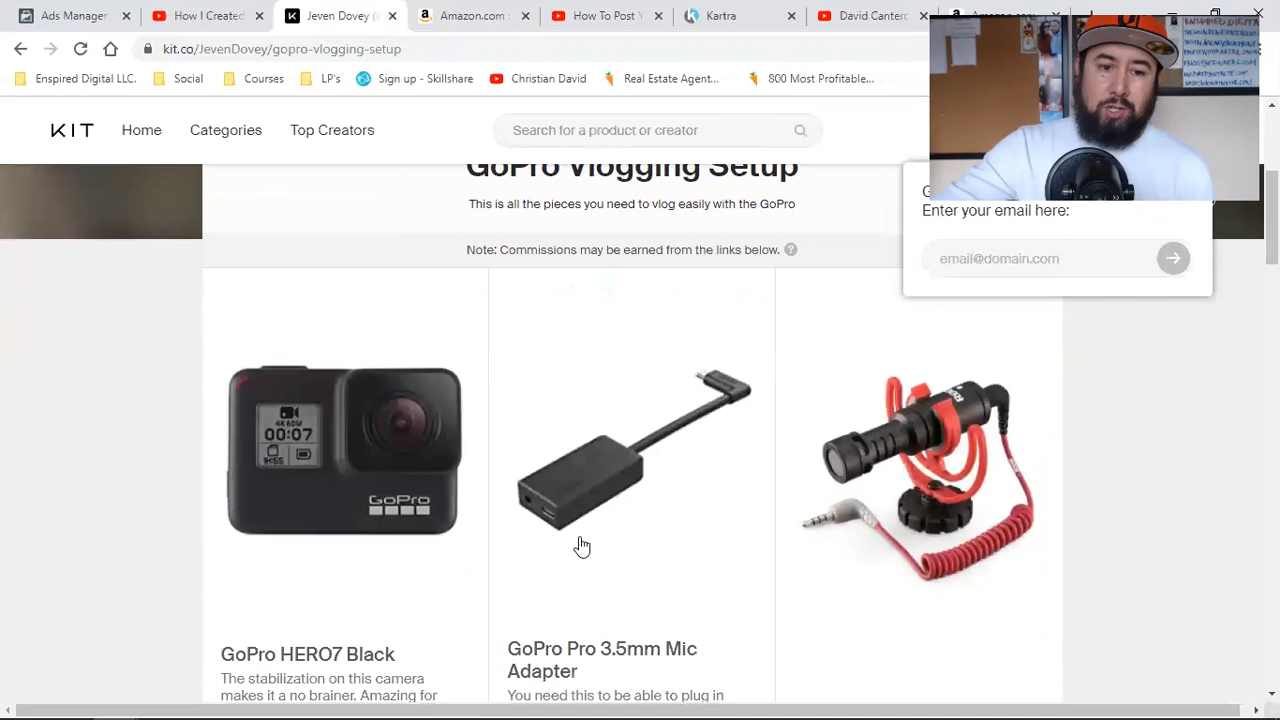 Ads Manager
How I Created
Jeven Dovey (
Amazon.com
How To Post
Kartra
David Canterc
kit.co/JevenDovey/gopro-vlogging-setup
Enspired Digital LLC.
Social
Courses
LP's
Sign up - Skillshare
Christian David
Real Estate Agent...
800 Most Profitable...
KIT
Home
Categories
Top Creators
Search for a product or creator
GoPro Vlogging Setup
This is all the pieces you need to vlog easily with the GoPro
Enter your email here:
Note: Commissions may be earned from the links below.
email@domain.com
4K 60W
00:07
GoPro
GoPro HERO7 Black
The stabilization on this camera
makes it a no brainer. Amazing for
GoPro Pro 3.5mm Mic
Adapter
You need this to be able to plug in